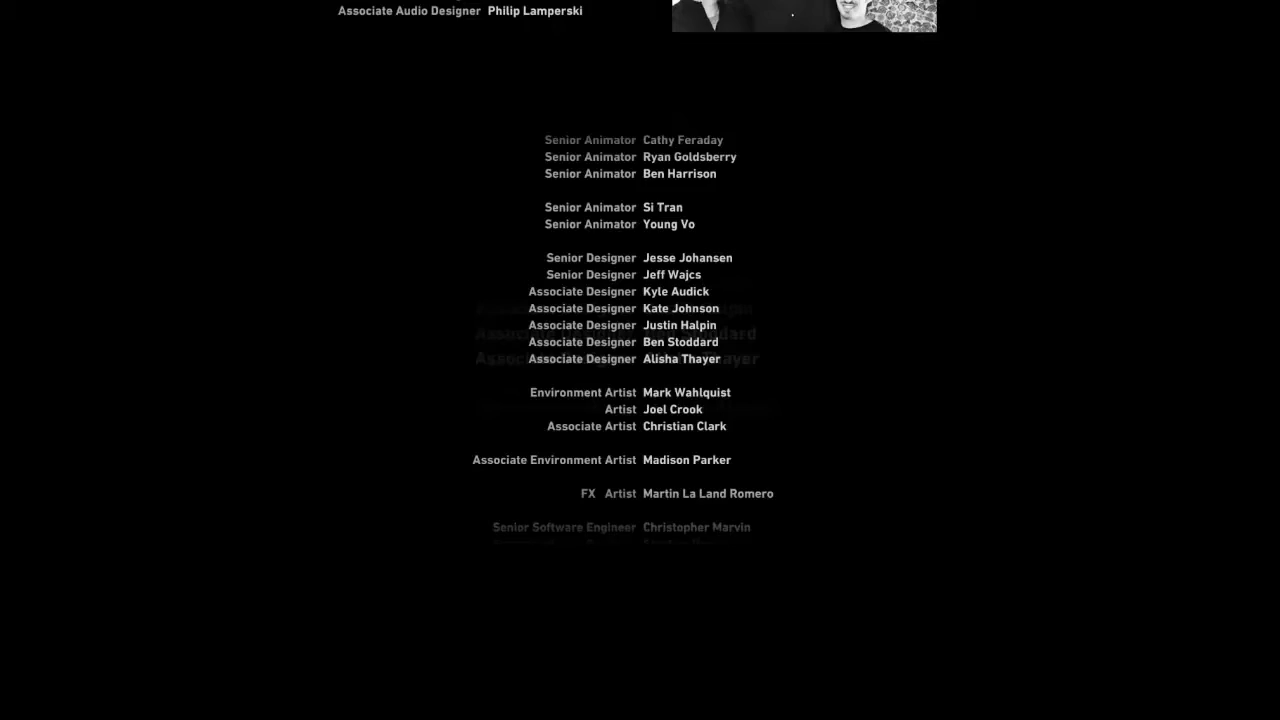 Associate Audio Designer Philip Lamperski
Senior Animator Cathy Feraday
Senior Animator Ryan Goldsberry
Senior Animator Ben Harrison
Senior Animator Si Tran
Senior Animator Young Vo
Senior Designer Jesse Johansen
Senior Designer Jeff Wajcs
Associate Designer Kyle Audick
Associate Designer Kate Johnson
Associate Designer Justin Halpin
Associate Designer Ben Stoddard
Associate Designer Alisha Thayer
Environment Artist Mark Wahlquist
Artist Joel Crook
Associate Artist Christian Clark
Associate Environment Artist Madison Parker
FX Artist Martin La Land Romero
Senior Software Engineer Christopher Marvin